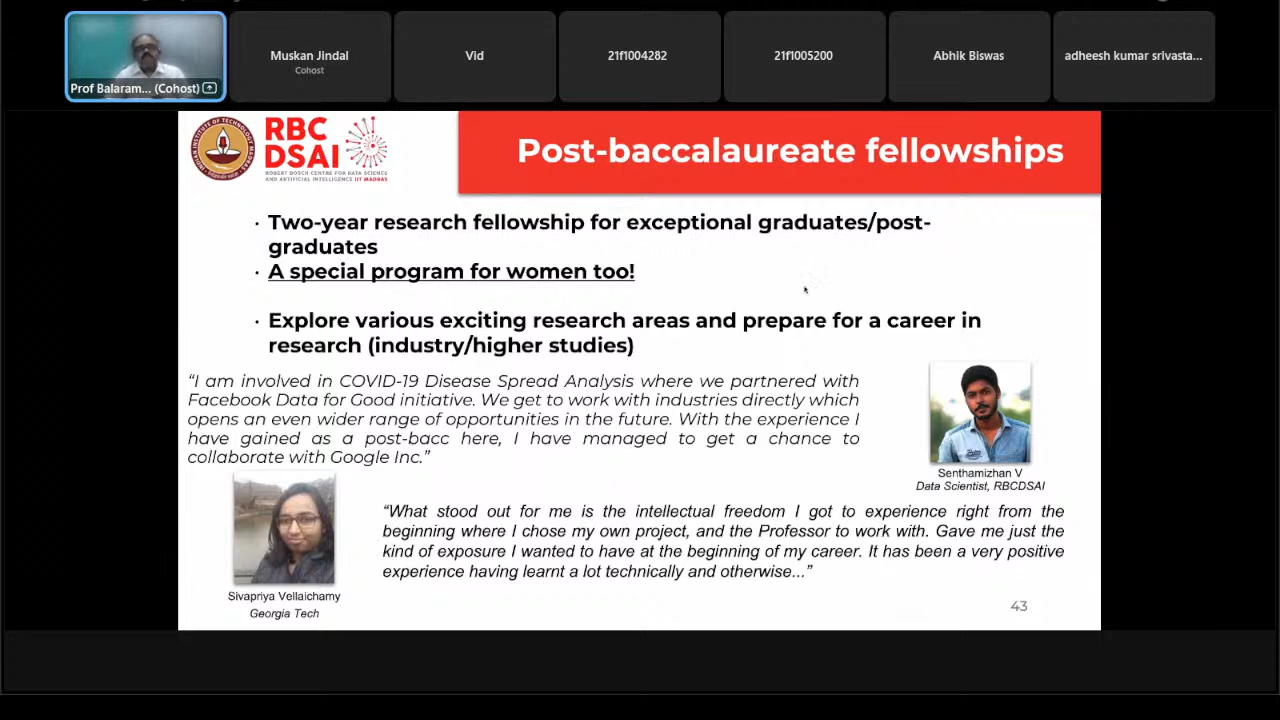 Prof Balaram... (Cohost)
Muskan Jindal
Cohost
Vid
21f1004282
21f1005200
Abhik Biswas
adheesh kumar srivasta...
INDIAN INSTITUTE OF TECHNOLOGY MADRAS
RBC
DSAI
ROBERT BOSCH CENTRE FOR DATA SCIENCE
AND ARTIFICIAL INTELLIGENCE IIT MADRAS
Post-baccalaureate fellowships
· Two-year research fellowship for exceptional graduates/post-
graduates
· A special program for women too!
· Explore various exciting research areas and prepare for a career in
research (industry/higher studies)
“I am involved in COVID-19 Disease Spread Analysis where we partnered with
Facebook Data for Good initiative. We get to work with industries directly which
opens an even wider range of opportunities in the future. With the experience I
have gained as a post-bacc here, I have managed to get a chance to
collaborate with Google Inc.”
Senthamizhan V
Data Scientist, RBCDSAI
“What stood out for me is the intellectual freedom I got to experience right from the
beginning where I chose my own project, and the Professor to work with. Gave me just the
kind of exposure I wanted to have at the beginning of my career. It has been a very positive
experience having learnt a lot technically and otherwise...”
Sivapriya Vellaichamy
Georgia Tech
43